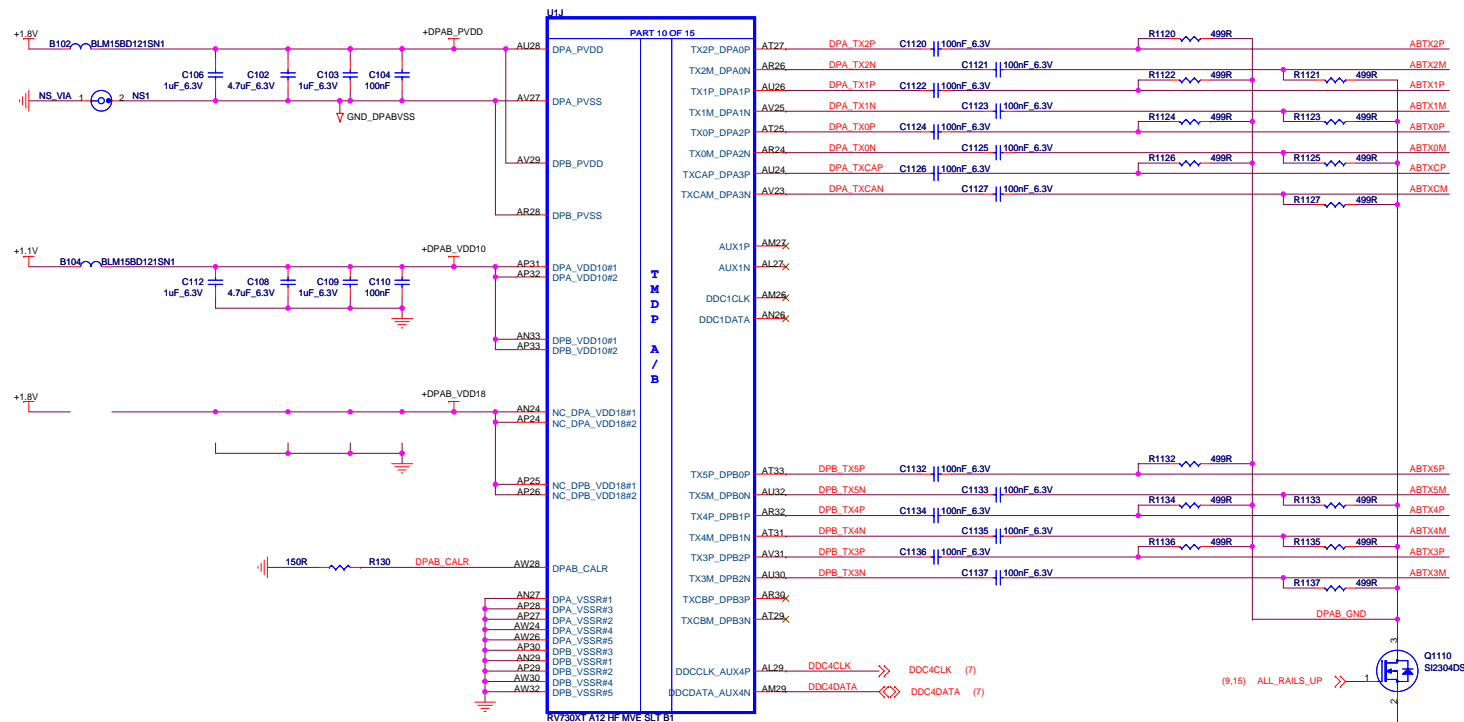 U1J
PART 10 OF 15
+1.8V
B102 BLM15BD121SN1
+DPAB_PVDD
AU28 DPA_PVDD
C106 1uF_6.3V
C102 4.7uF_6.3V
C103 1uF_6.3V
C104 100nF
NS_VIA 1 2 NS1
GND_DPABVSS
AV27 DPA_PVSS
AV29 DPB_PVDD
AR28 DPB_PVSS
+1.1V
B104 BLM15BD121SN1
+DPAB_VDD10
AP31 DPA_VDD10#1
AP32 DPA_VDD10#2
C112 1uF_6.3V
C108 4.7uF_6.3V
C109 1uF_6.3V
C110 100nF
AN33 DPB_VDD10#1
AP33 DPB_VDD10#2
+1.8V
+DPAB_VDD18
AN24 NC_DPA_VDD18#1
AP24 NC_DPA_VDD18#2
AP25 NC_DPB_VDD18#1
AP26 NC_DPB_VDD18#2
150R R130 DPAB_CALR AW28 DPAB_CALR
AN27 DPA_VSSR#1
AP28 DPA_VSSR#3
AP27 DPA_VSSR#2
AW24 DPA_VSSR#4
AW26 DPA_VSSR#5
AP30 DPB_VSSR#3
AN29 DPB_VSSR#1
AP29 DPB_VSSR#2
AW30 DPB_VSSR#4
AW32 DPB_VSSR#5
TMDP A/B
TX2P_DPA0P AT27 DPA_TX2P C1120 100nF_6.3V R1120 499R ABTX2P
TX2M_DPA0N AR26 DPA_TX2N C1121 100nF_6.3V R1121 499R ABTX2M
TX1P_DPA1P AU26 DPA_TX1P C1122 100nF_6.3V R1122 499R ABTX1P
TX1M_DPA1N AV25 DPA_TX1N C1123 100nF_6.3V R1123 499R ABTX1M
TX0P_DPA2P AT25 DPA_TX0P C1124 100nF_6.3V R1124 499R ABTX0P
TX0M_DPA2N AR24 DPA_TX0N C1125 100nF_6.3V R1125 499R ABTX0M
TXCAP_DPA3P AU24 DPA_TXCAP C1126 100nF_6.3V R1126 499R ABTXCP
TXCAM_DPA3N AV23 DPA_TXCAN C1127 100nF_6.3V R1127 499R ABTXCM
AUX1P AM27
AUX1N AL27
DDC1CLK AM26
DDC1DATA AN26
TX5P_DPB0P AT33 DPB_TX5P C1132 100nF_6.3V R1132 499R ABTX5P
TX5M_DPB0N AU32 DPB_TX5N C1133 100nF_6.3V R1133 499R ABTX5M
TX4P_DPB1P AR32 DPB_TX4P C1134 100nF_6.3V R1134 499R ABTX4P
TX4M_DPB1N AT31 DPB_TX4N C1135 100nF_6.3V R1135 499R ABTX4M
TX3P_DPB2P AV31 DPB_TX3P C1136 100nF_6.3V R1136 499R ABTX3P
TX3M_DPB2N AU30 DPB_TX3N C1137 100nF_6.3V R1137 499R ABTX3M
TXCBP_DPB3P AR30
TXCBM_DPB3N AT29
DPAB_GND
DDCCLK_AUX4P AL29 DDC4CLK DDC4CLK (7)
DDCDATA_AUX4N AM29 DDC4DATA DDC4DATA (7)
(9,15) ALL_RAILS_UP 1 3 2
Q1110
SI2304DS
RV730XT A12 HF MVE SLT B1